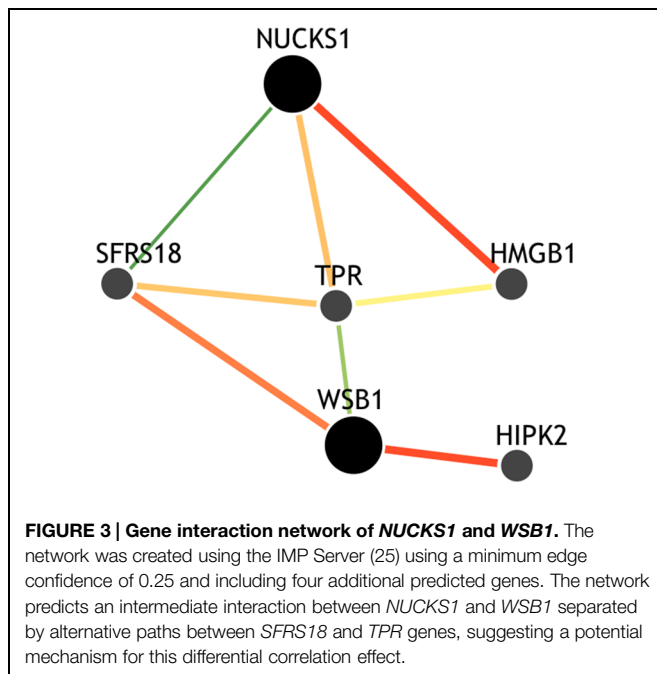 NUCKS1
SFRS18
TPR
HMGB1
WSB1
HIPK2
FIGURE 3 | Gene interaction network of NUCKS1 and WSB1. The
network was created using the IMP Server (25) using a minimum edge
confidence of 0.25 and including four additional predicted genes. The network
predicts an intermediate interaction between NUCKS1 and WSB1 separated
by alternative paths between SFRS18 and TPR genes, suggesting a potential
mechanism for this differential correlation effect.